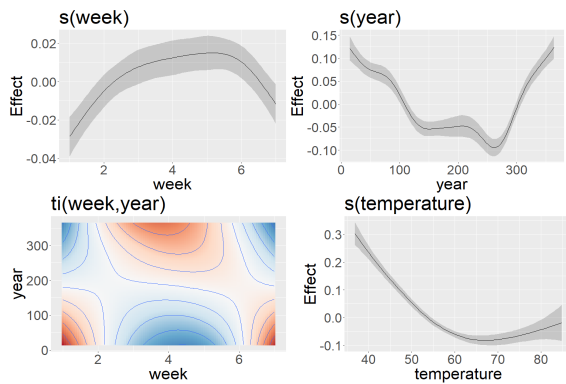 s(week)
s(year)
0.02
0.00
-0.02
-0.04
Effect
2
4
6
week
0.15
0.10
0.05
0.00
-0.05
-0.10
Effect
0
100
200
300
year
ti(week,year)
s(temperature)
300
200
100
0
year
2
4
6
week
0.3
0.2
0.1
0.0
-0.1
Effect
40
50
60
70
80
temperature